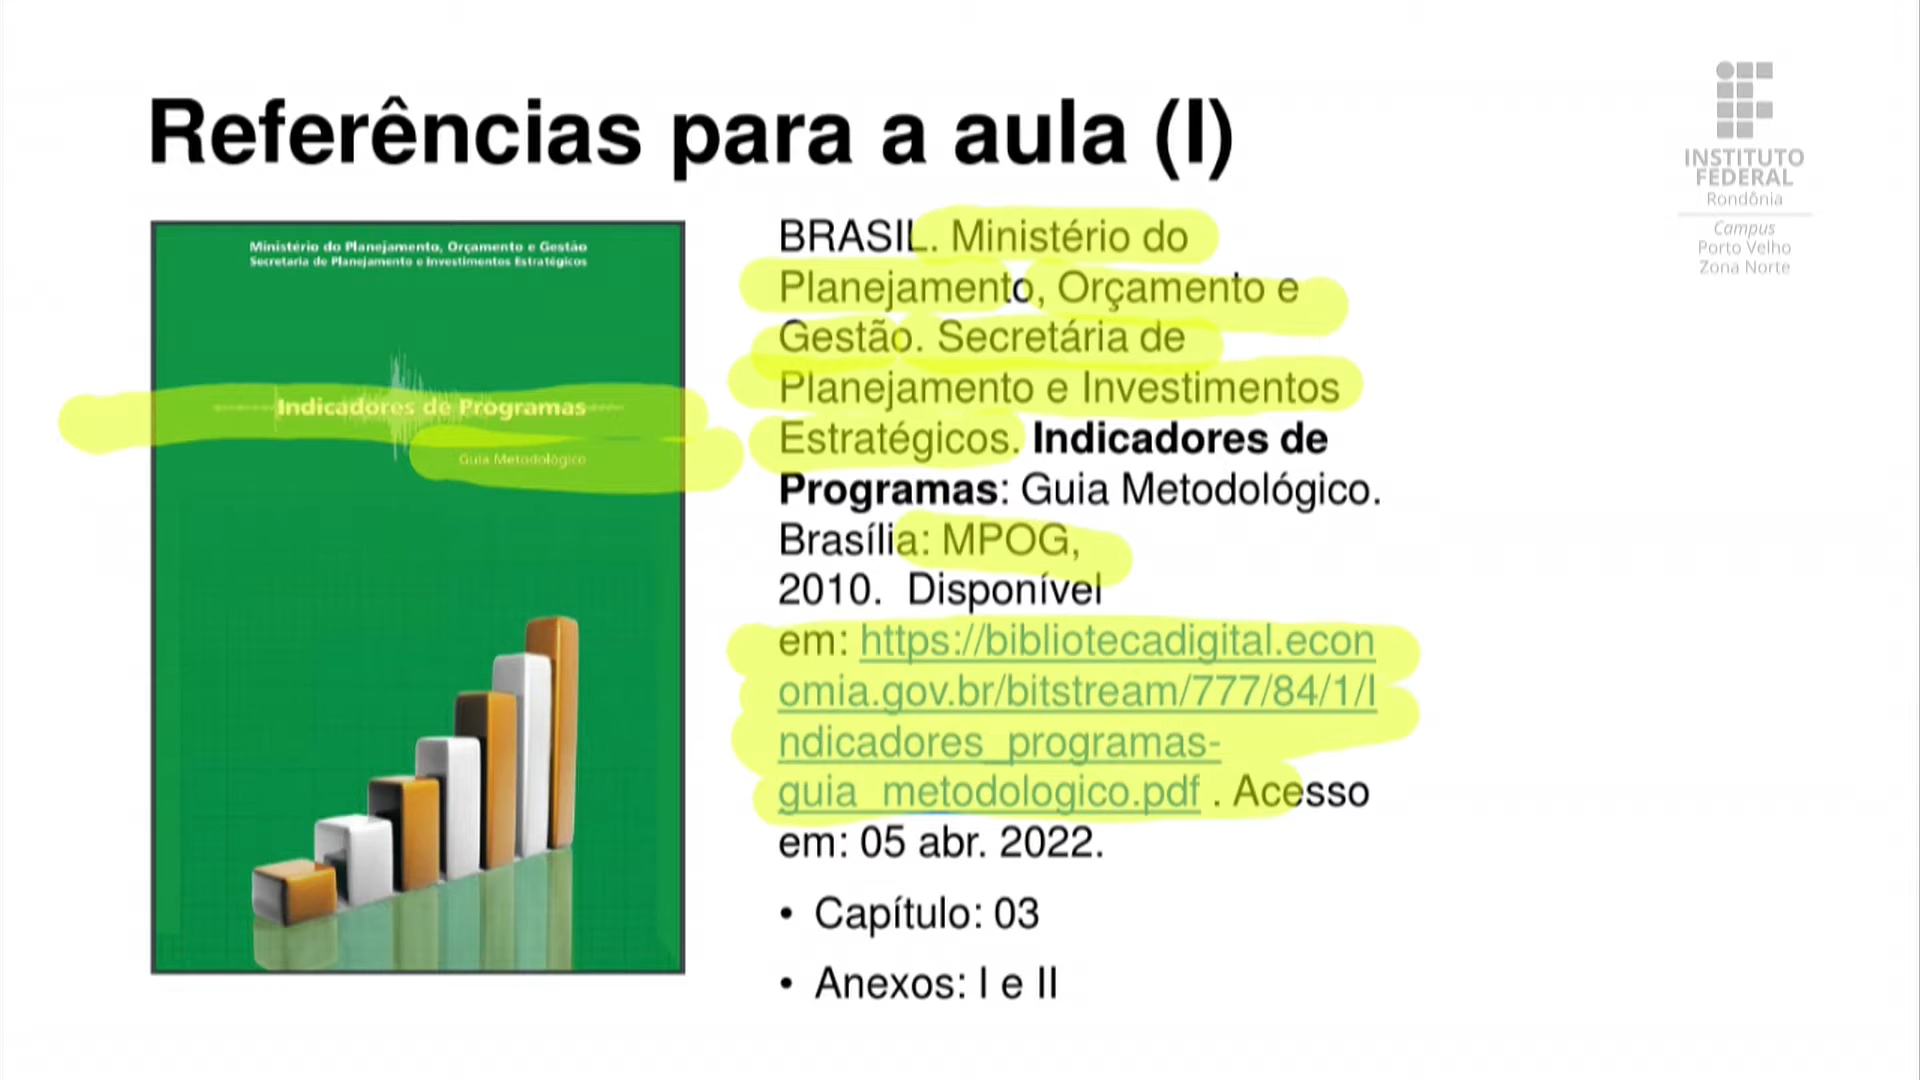 Referências para a aula (I)
INSTITUTO
FEDERAL
Rondônia
Campus
Porto Velho
Zona Norte
Ministério do Planejamento, Orçamento e Gestão
Secretaria de Planejamento e Investimentos Estratégicos
Indicadores de Programas
Guia Metodológico
BRASIL. Ministério do
Planejamento, Orçamento e
Gestão. Secretária de
Planejamento e Investimentos
Estratégicos. Indicadores de
Programas: Guia Metodológico.
Brasília: MPOG,
2010. Disponível
em: https://bibliotecadigital.econ
omia.gov.br/bitstream/777/84/1/I
ndicadores_programas-
guia_metodologico.pdf . Acesso
em: 05 abr. 2022.
• Capítulo: 03
• Anexos: I e II